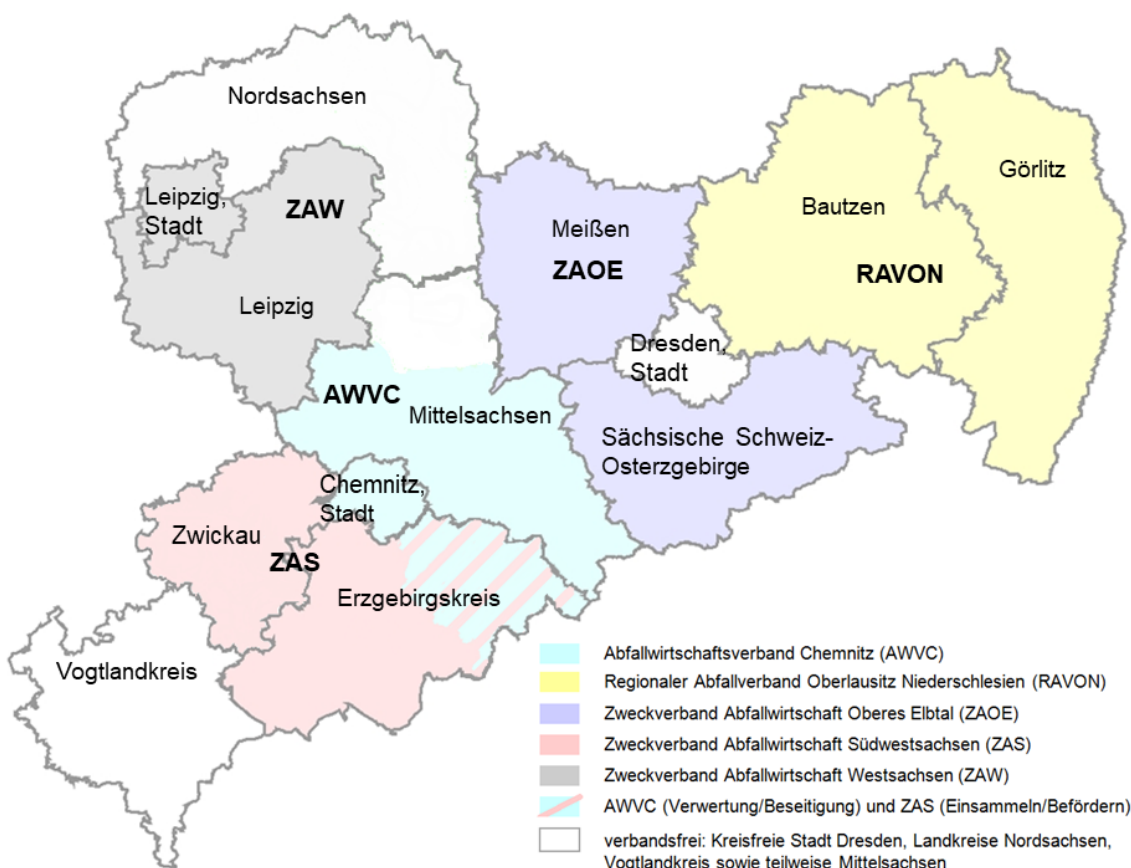 Nordsachsen
Leipzig,
Stadt
ZAW
Leipzig
Meißen
ZAOE
Bautzen
RAVON
Görlitz
Dresden,
Stadt
AWVC
Mittelsachsen
Sächsische Schweiz-
Osterzgebirge
Chemnitz,
Stadt
Zwickau
ZAS
Erzgebirgskreis
Vogtlandkreis
Abfallwirtschaftsverband Chemnitz (AWVC)
Regionaler Abfallverband Oberlausitz Niederschlesien (RAVON)
Zweckverband Abfallwirtschaft Oberes Elbtal (ZAOE)
Zweckverband Abfallwirtschaft Südwestsachsen (ZAS)
Zweckverband Abfallwirtschaft Westsachsen (ZAW)
AWVC (Verwertung/Beseitigung) und ZAS (Einsammeln/Befördern)
verbandsfrei: Kreisfreie Stadt Dresden, Landkreise Nordsachsen,
Vogtlandkreis sowie teilweise Mittelsachsen